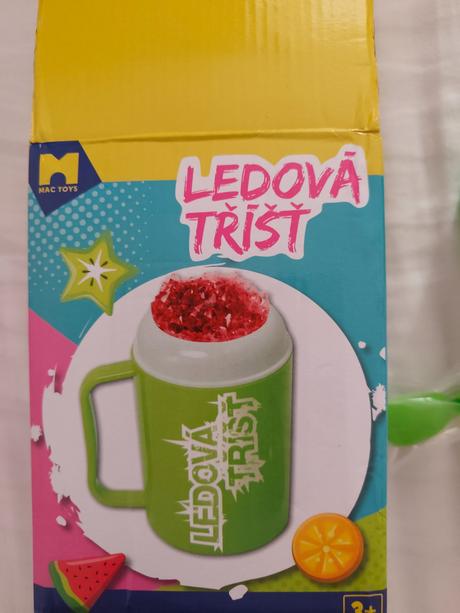 MAC TOYS
LEDOVÁ
TŘÍŠŤ
LEDOVÁ
TŘÍŠŤ
3+